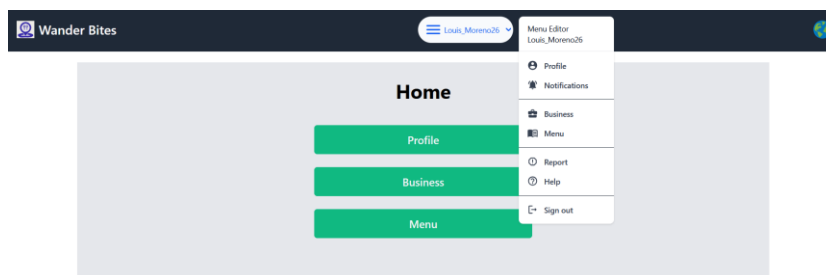 Wander Bites
Louis_Moreno26
Menu Editor
Louis_Moreno26
Profile
Notifications
Business
Menu
Report
Help
Sign out
Home
Profile
Business
Menu